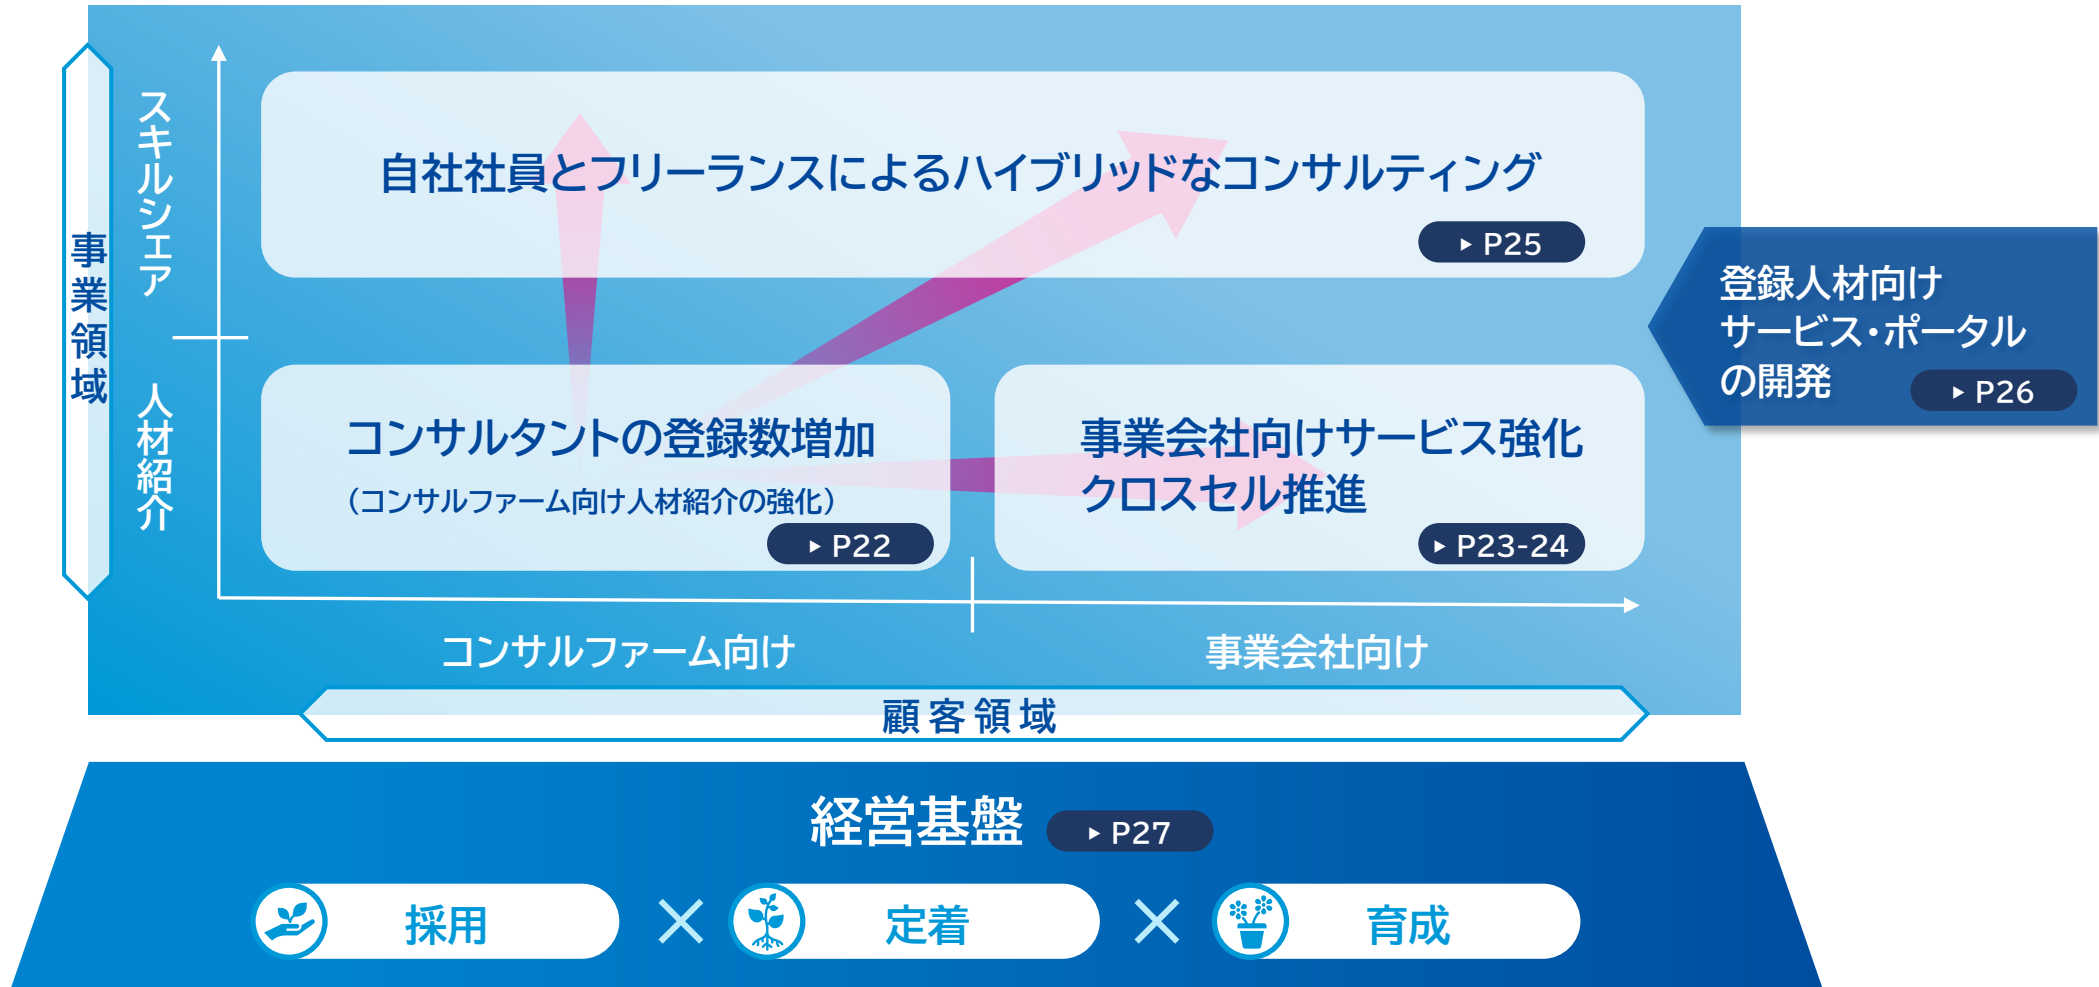 事業領域
スキルシェア
人材紹介
自社社員とフリーランスによるハイブリッドなコンサルティング
▶ P25
コンサルタントの登録数増加
（コンサルファーム向け人材紹介の強化）
▶ P22
事業会社向けサービス強化
クロスセル推進
▶ P23-24
登録人材向け
サービス・ポータル
の開発
▶ P26
コンサルファーム向け
事業会社向け
顧客領域
経営基盤
▶ P27
採用
×
定着
×
育成